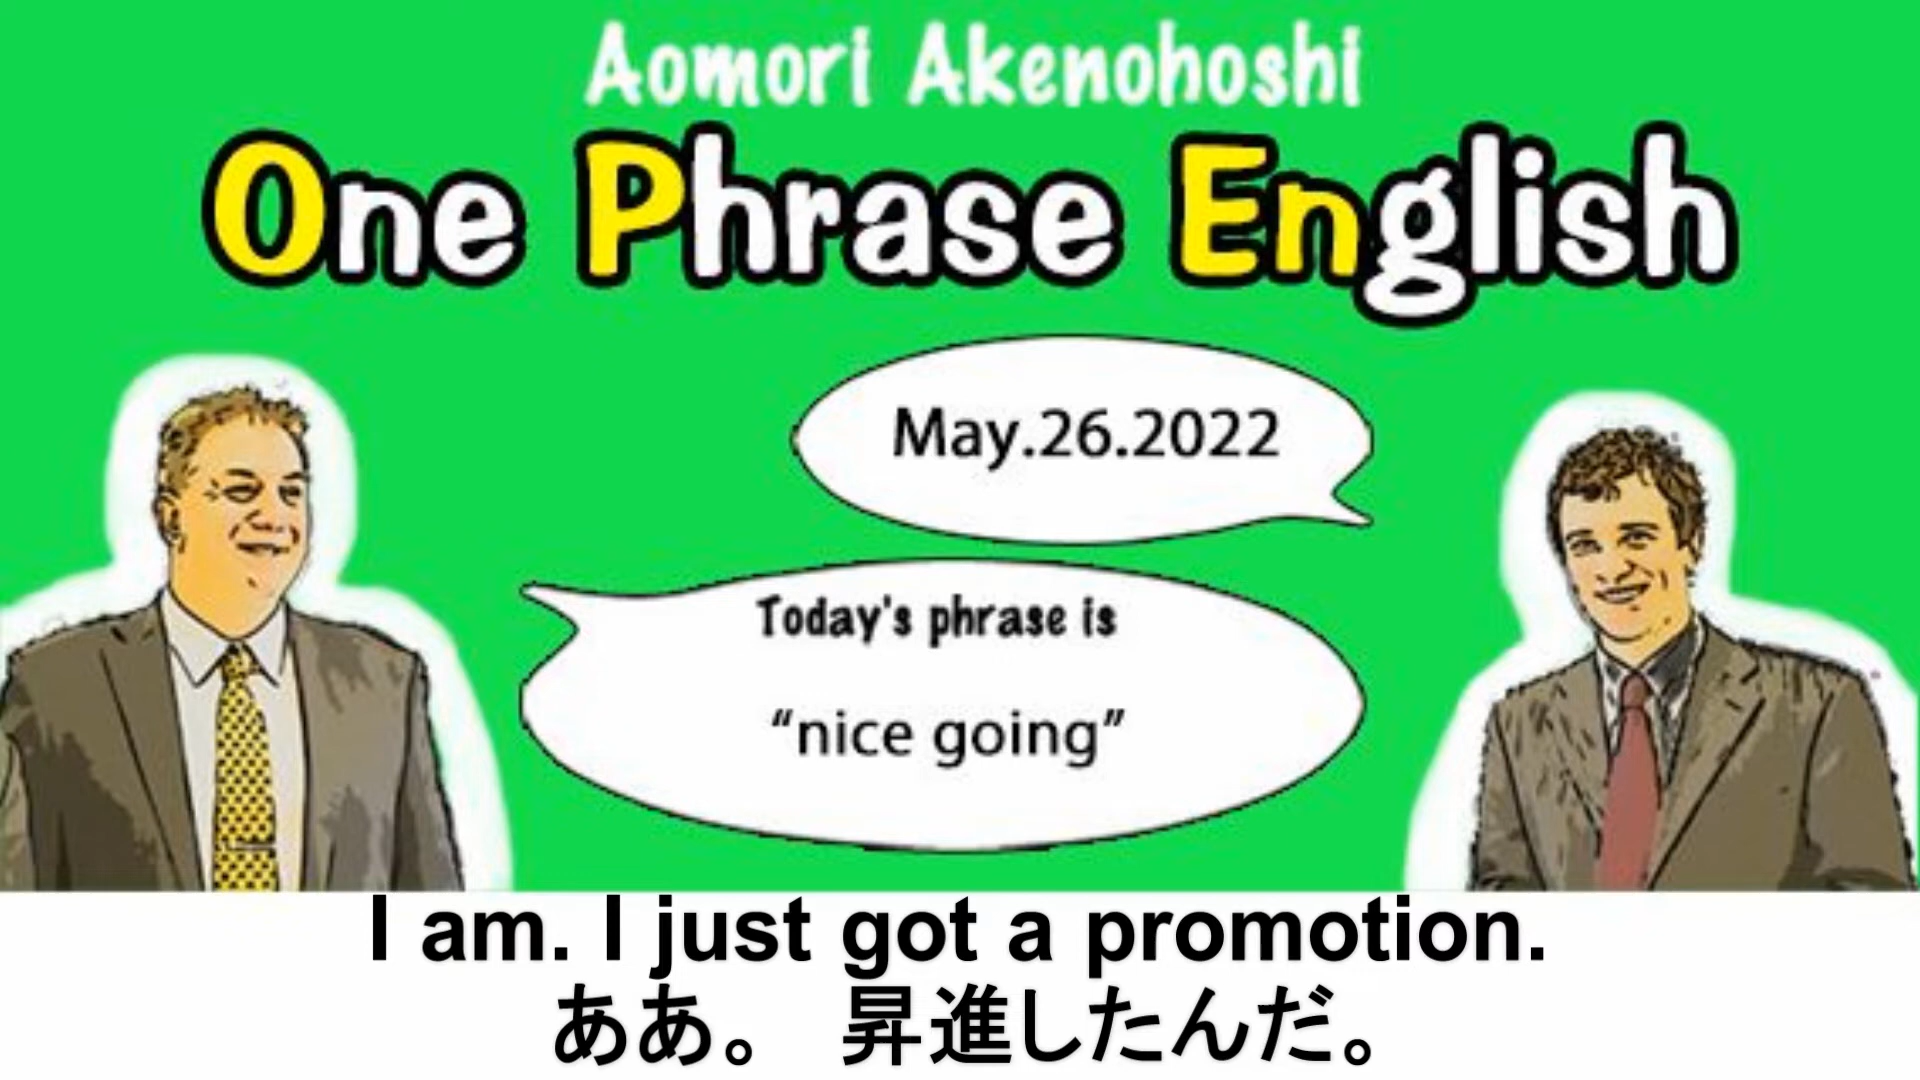 Aomori Akenohoshi
One Phrase English
May.26.2022
Today's phrase is
“nice going”
I am. I just got a promotion.
ああ。 昇進したんだ。